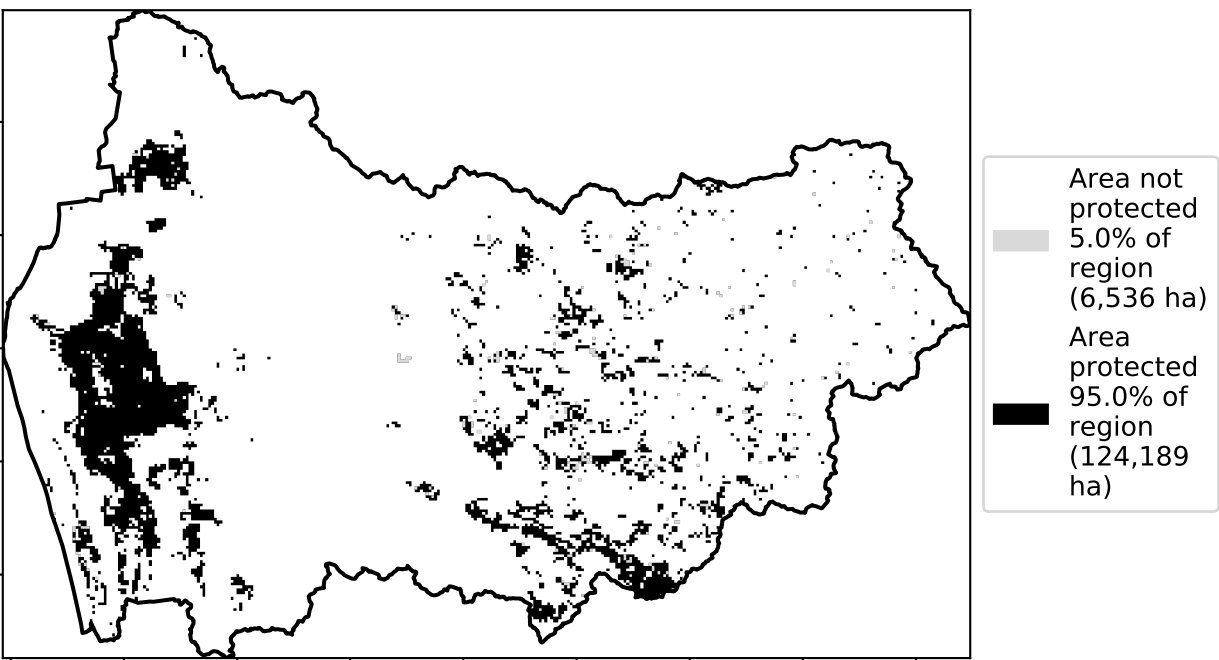 Area not
protected
5.0% of
region
(6,536 ha)
Area
protected
95.0% of
region
(124,189
ha)